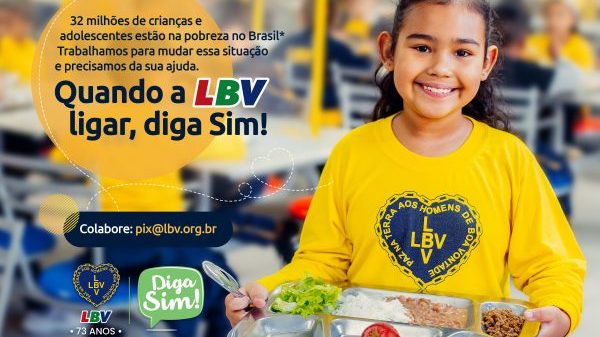 32 milhões de crianças e
adolescentes estão na pobreza no Brasil*
Trabalhamos para mudar essa situação
e precisamos da sua ajuda.
Quando a LBV
ligar, diga Sim!
Colabore: pix@lbv.org.br
LBV
LBV
• 73 ANOS •
Diga
Sim!
PAZ NA TERRA AOS HOMENS DE BOA VONTADE
L
LBV
V